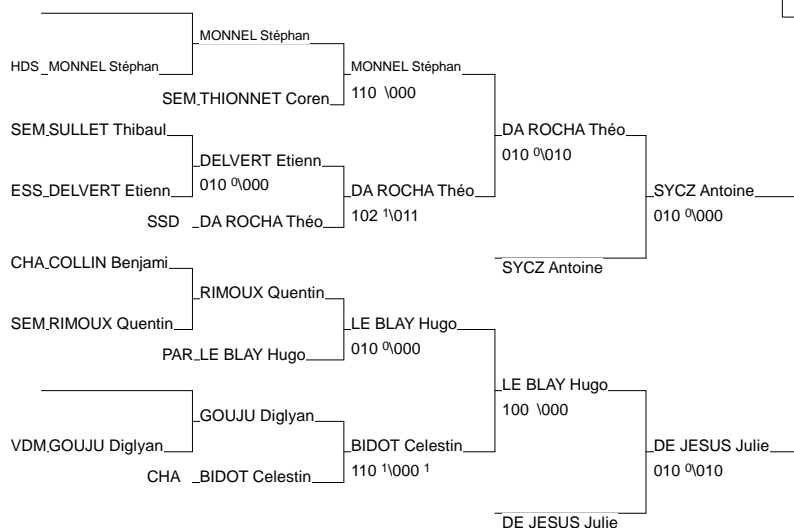 MONNEL Stéphan
HDS MONNEL Stéphan
MONNEL Stéphan
110 \000
SEM THIONNET Coren
DA ROCHA Théo
010 0\010
SEM SULLET Thibaul
DELVERT Etienn
010 0\000
ESS DELVERT Etienn
DA ROCHA Théo
102 1\011
SYCZ Antoine
010 0\000
SSD DA ROCHA Théo
CHA COLLIN Benjami
SYCZ Antoine
RIMOUX Quentin
SEM RIMOUX Quentin
LE BLAY Hugo
010 0\000
PAR LE BLAY Hugo
LE BLAY Hugo
100 \000
GOUJU Diglyan
VDM GOUJU Diglyan
BIDOT Celestin
110 1\000 1
DE JESUS Julie
010 0\010
CHA BIDOT Celestin
DE JESUS Julie